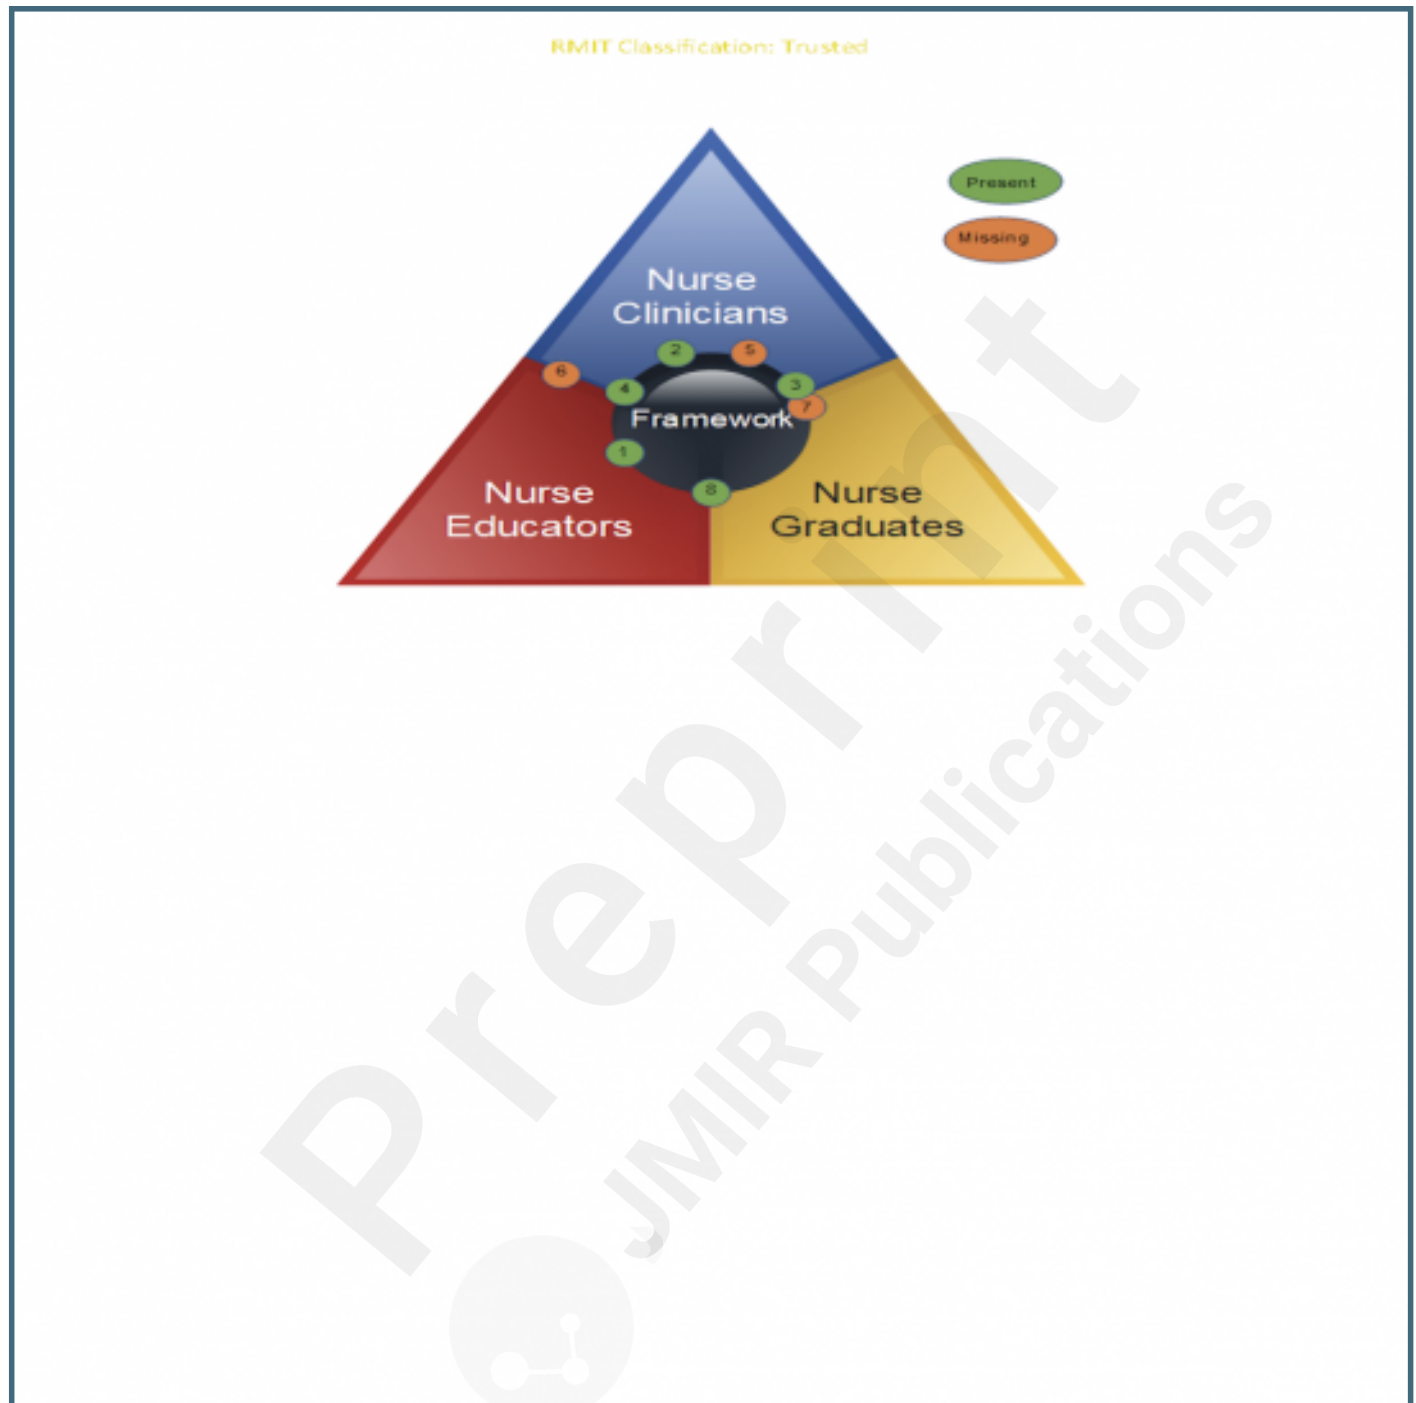 RMIT Classification: Trusted
Present
Missing
Nurse
Clinicians
2
5
6
4
3
7
Framework
1
8
Nurse
Educators
Nurse
Graduates
Preprint
JMIR Publications